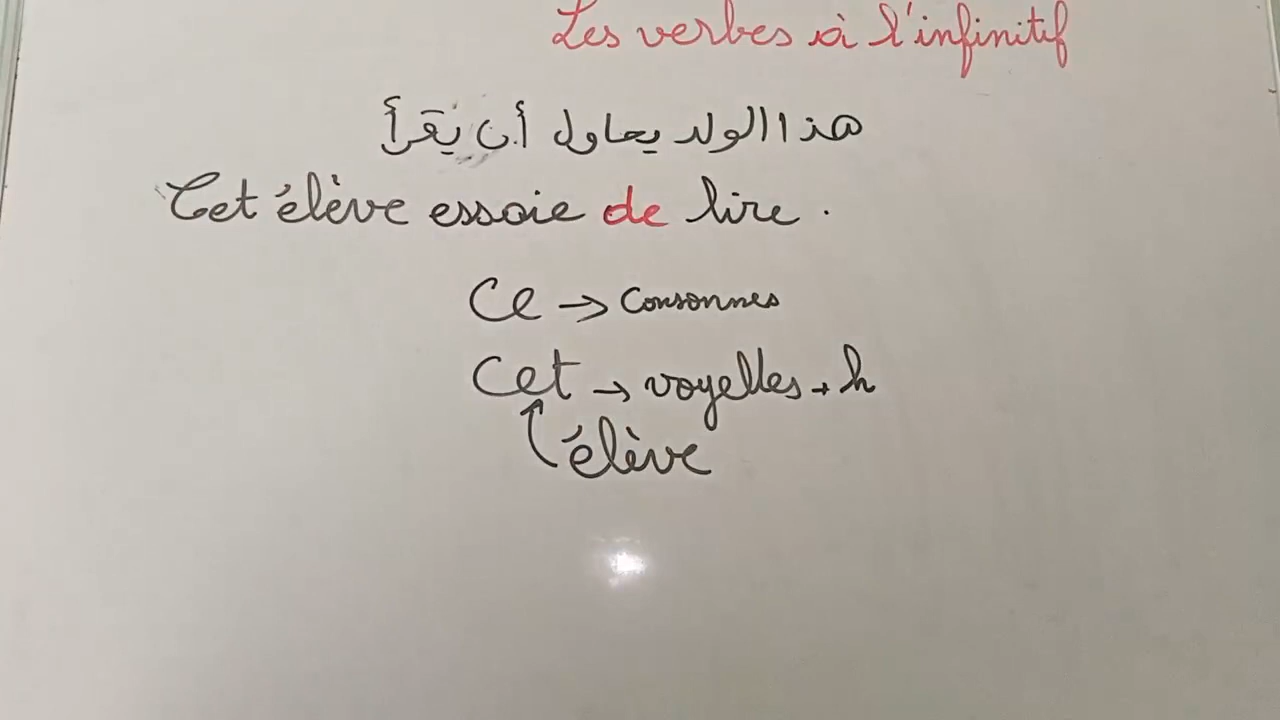 Les verbes à l'infinitif
هذا الولد يحاول أن يقرأ
Cet élève essaie de lire .
Ce → Consonnes
Cet → voyelles + h
élève